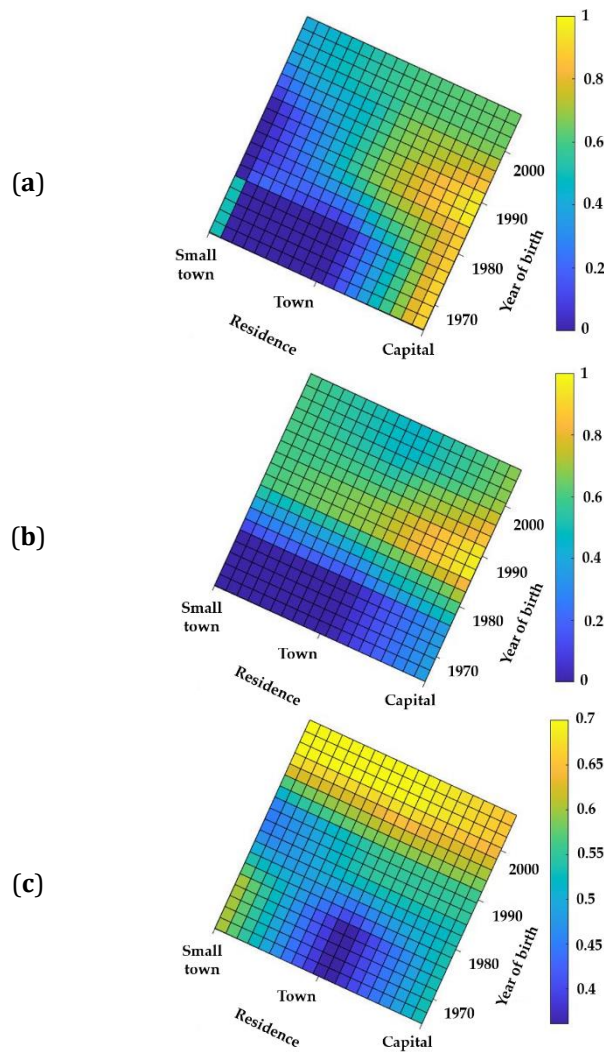 (a)
1
0.8
0.6
0.4
0.2
0
2000
1990
1980
1970
Year of birth
Small
town
Town
Capital
Residence
(b)
1
0.8
0.6
0.4
0.2
0
2000
1990
1980
1970
Year of birth
Small
town
Town
Capital
Residence
(c)
0.7
0.65
0.6
0.55
0.5
0.45
0.4
2000
1990
1980
1970
Year of birth
Small
town
Town
Capital
Residence